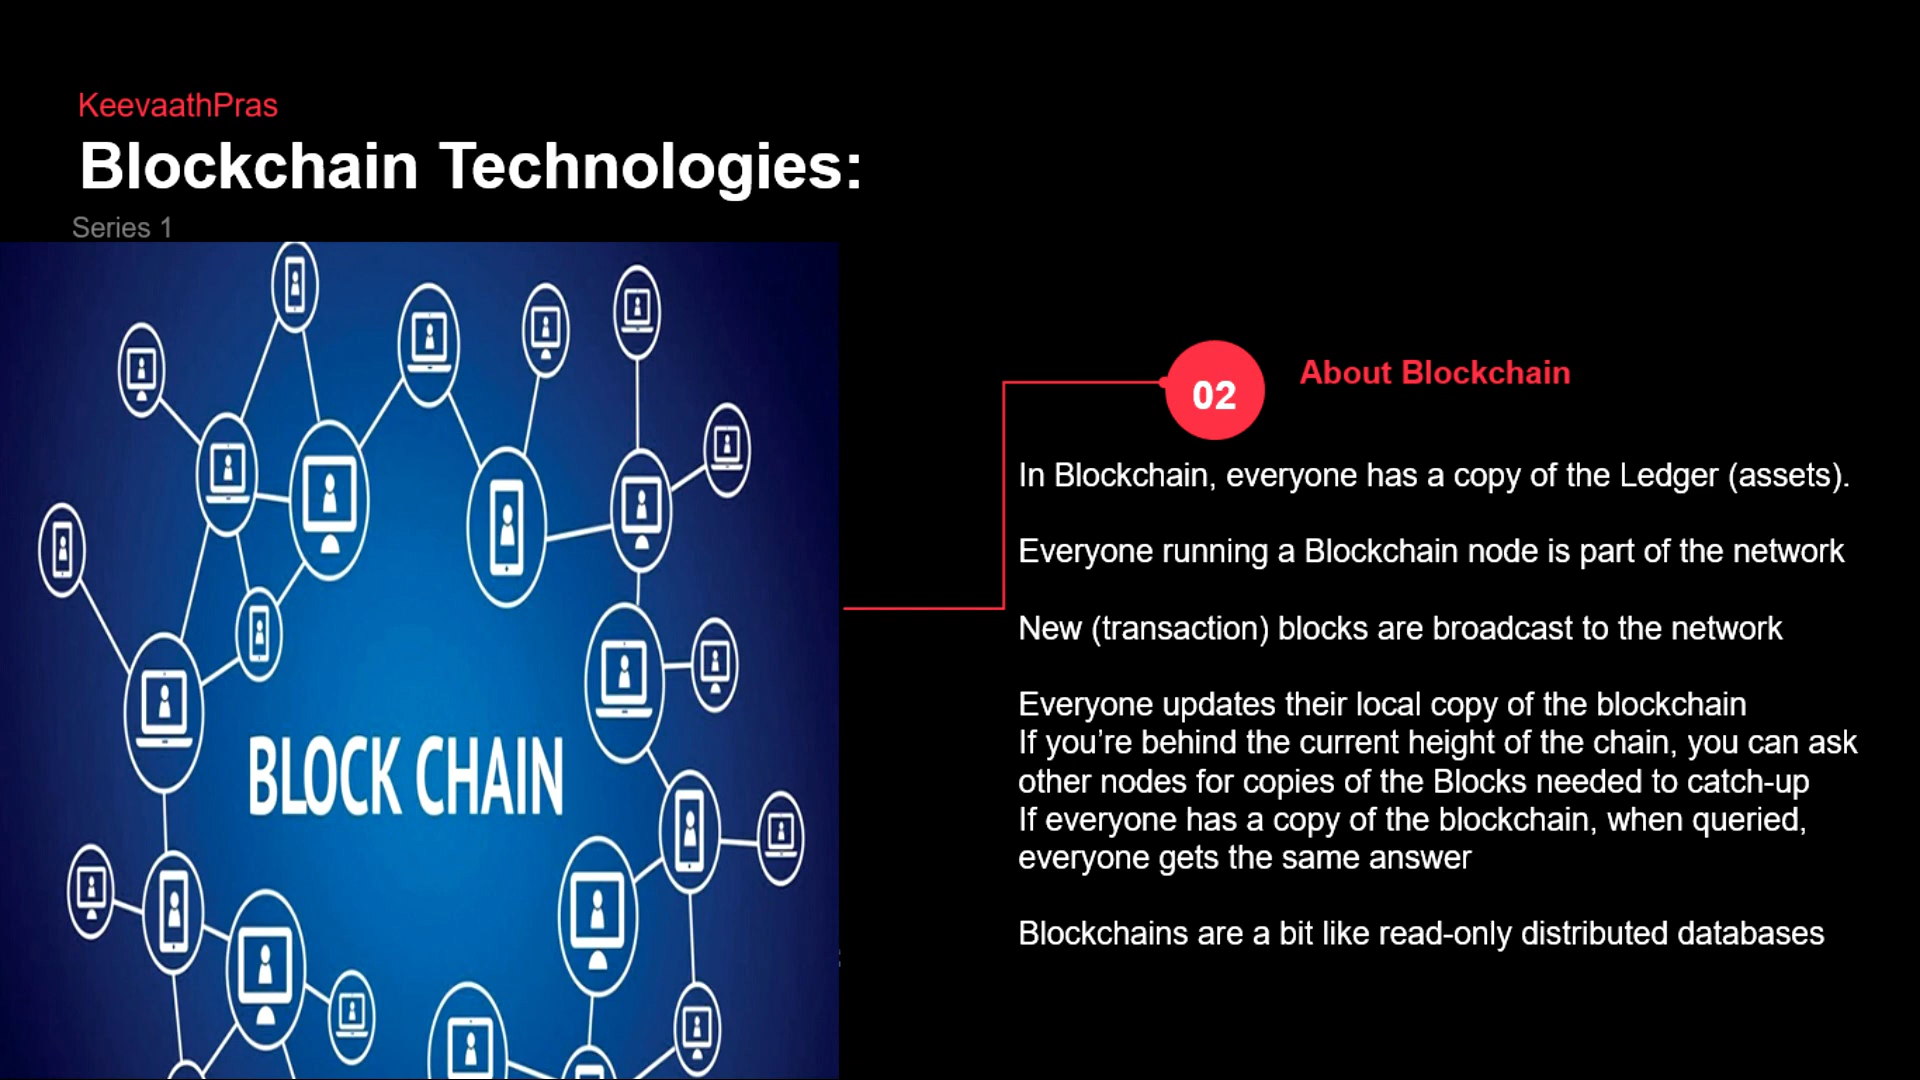 KeevaathPras
Blockchain Technologies:
Series 1
BLOCK CHAIN
02
About Blockchain
In Blockchain, everyone has a copy of the Ledger (assets).
Everyone running a Blockchain node is part of the network
New (transaction) blocks are broadcast to the network
Everyone updates their local copy of the blockchain
If you’re behind the current height of the chain, you can ask
other nodes for copies of the Blocks needed to catch-up
If everyone has a copy of the blockchain, when queried,
everyone gets the same answer
Blockchains are a bit like read-only distributed databases